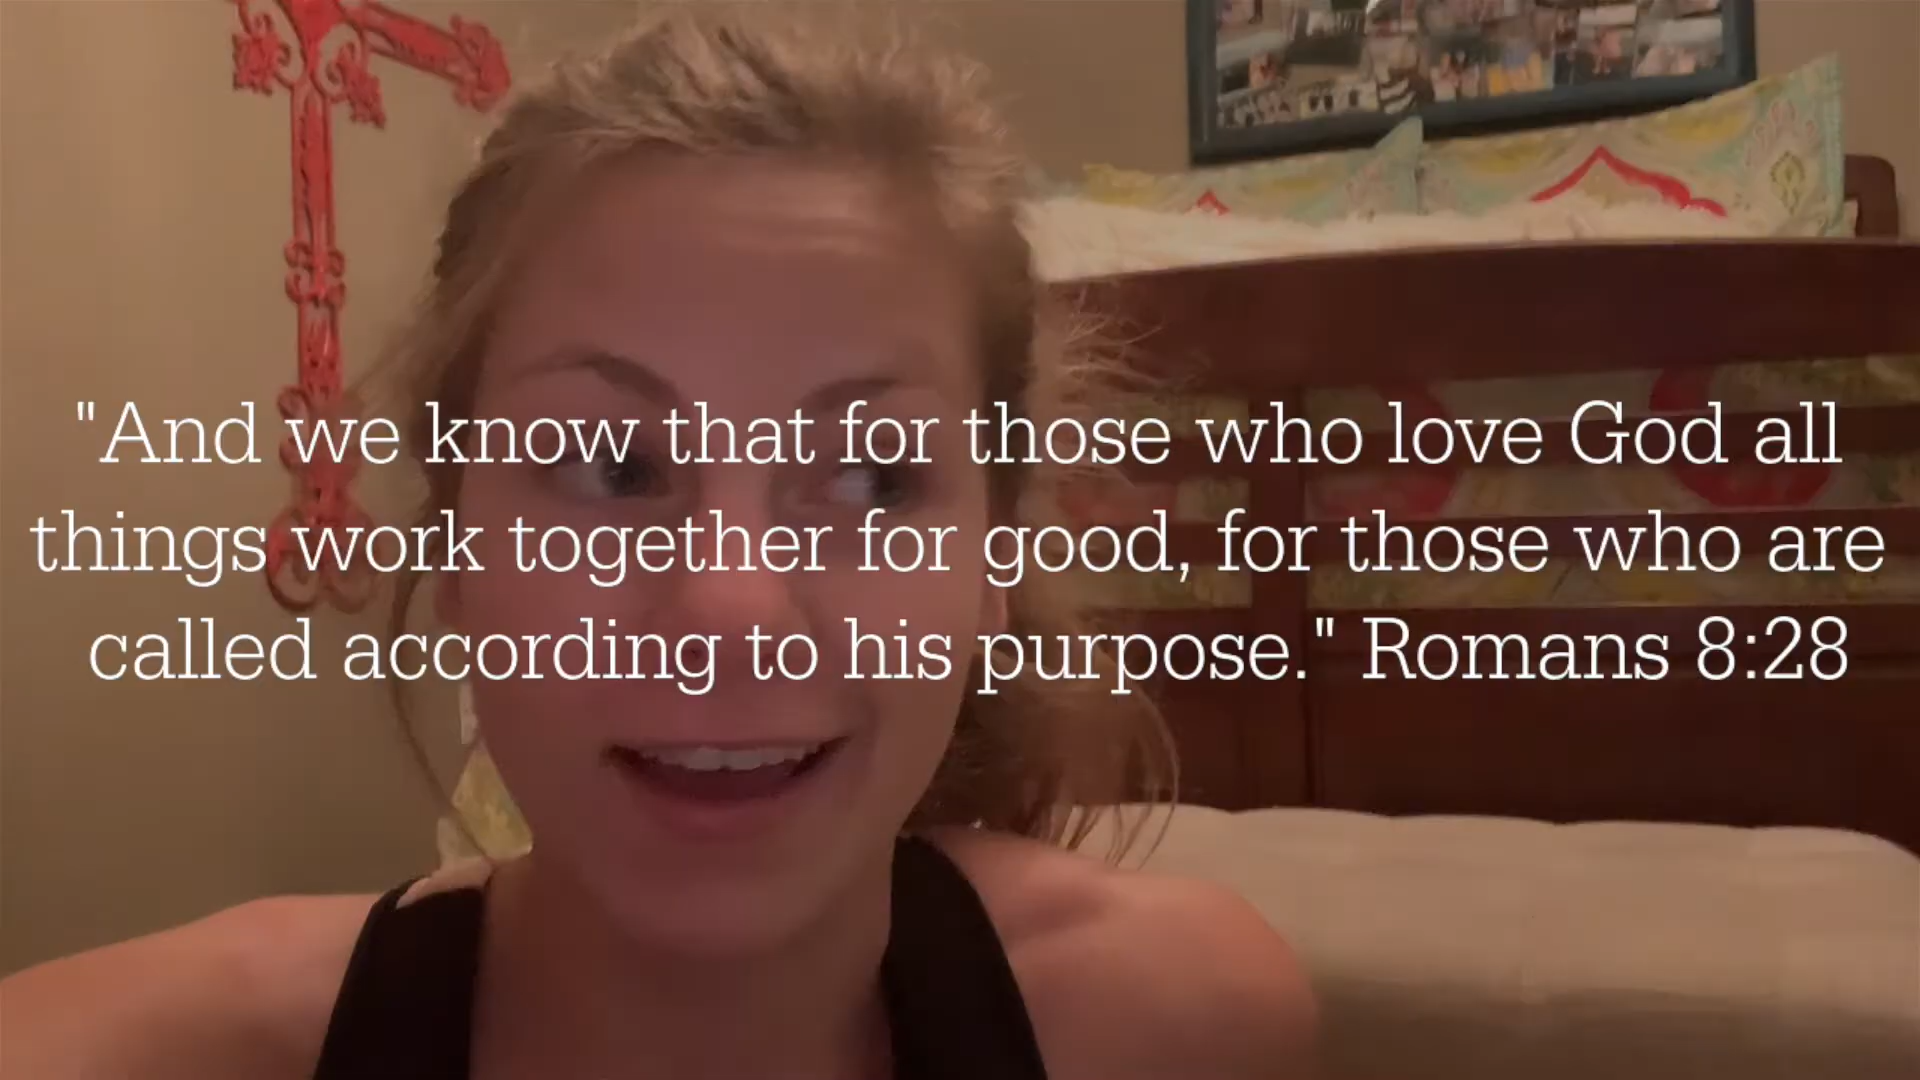 "And we know that for those who love God all
things work together for good, for those who are
called according to his purpose." Romans 8:28